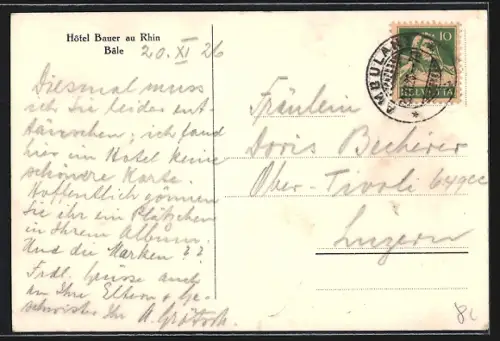 Hôtel Bauer au Rhin
Bâle
20. XI 26
Diesmal muss
ich Sie leider ent-
täuschen; ich fand
hier im Hotel keine
schönere Karte.
Hoffentlich gönnen
Sie ihr ein Plätzchen
in Ihrem Album.
Und die Marken ??
Frdl. Grüsse auch
an Ihre Eltern & Ge-
schwister Ihr A.
AMBULANT
10
HELVETIA
Fräulein
Doris Becherer
Ober-Tivoli
Luzern